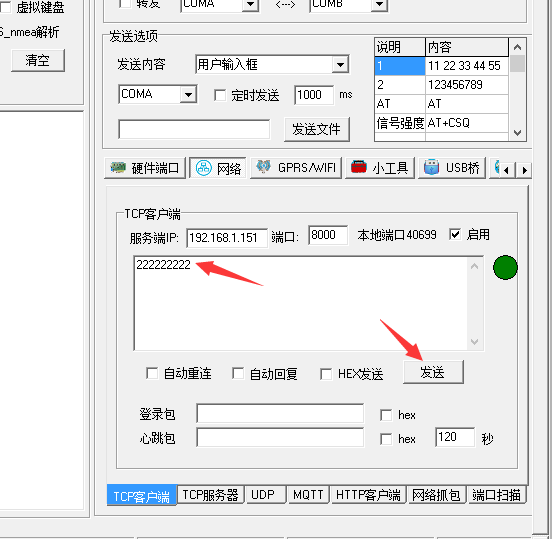 虚拟键盘
转发
COMA
<--->
COMB
S_nmea解析
清空
发送选项
发送内容 用户输入框
COMA 定时发送 1000 ms
发送文件
说明 内容
1 11 22 33 44 55
2 123456789
AT AT
信号强度 AT+CSQ
硬件端口 网络 GPRS/WIFI 小工具 USB桥
TCP客户端
服务端IP: 192.168.1.151 端口: 8000 本地端口40699 启用
222222222
自动重连 自动回复 HEX发送 发送
登录包 hex
心跳包 hex 120 秒
TCP客户端 TCP服务器 UDP MQTT HTTP客户端 网络抓包 端口扫描